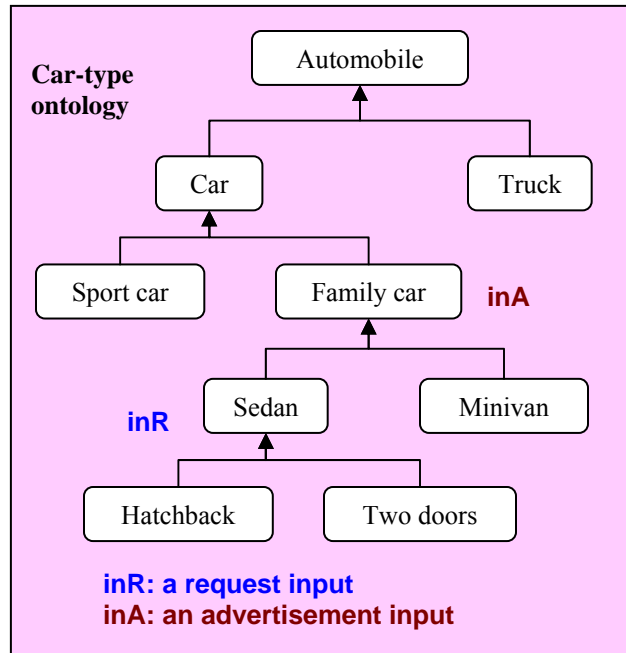 Automobile
Car-type
ontology
Car
Truck
Sport car
Family car
inA
Sedan
Minivan
inR
Hatchback
Two doors
inR: a request input
inA: an advertisement input